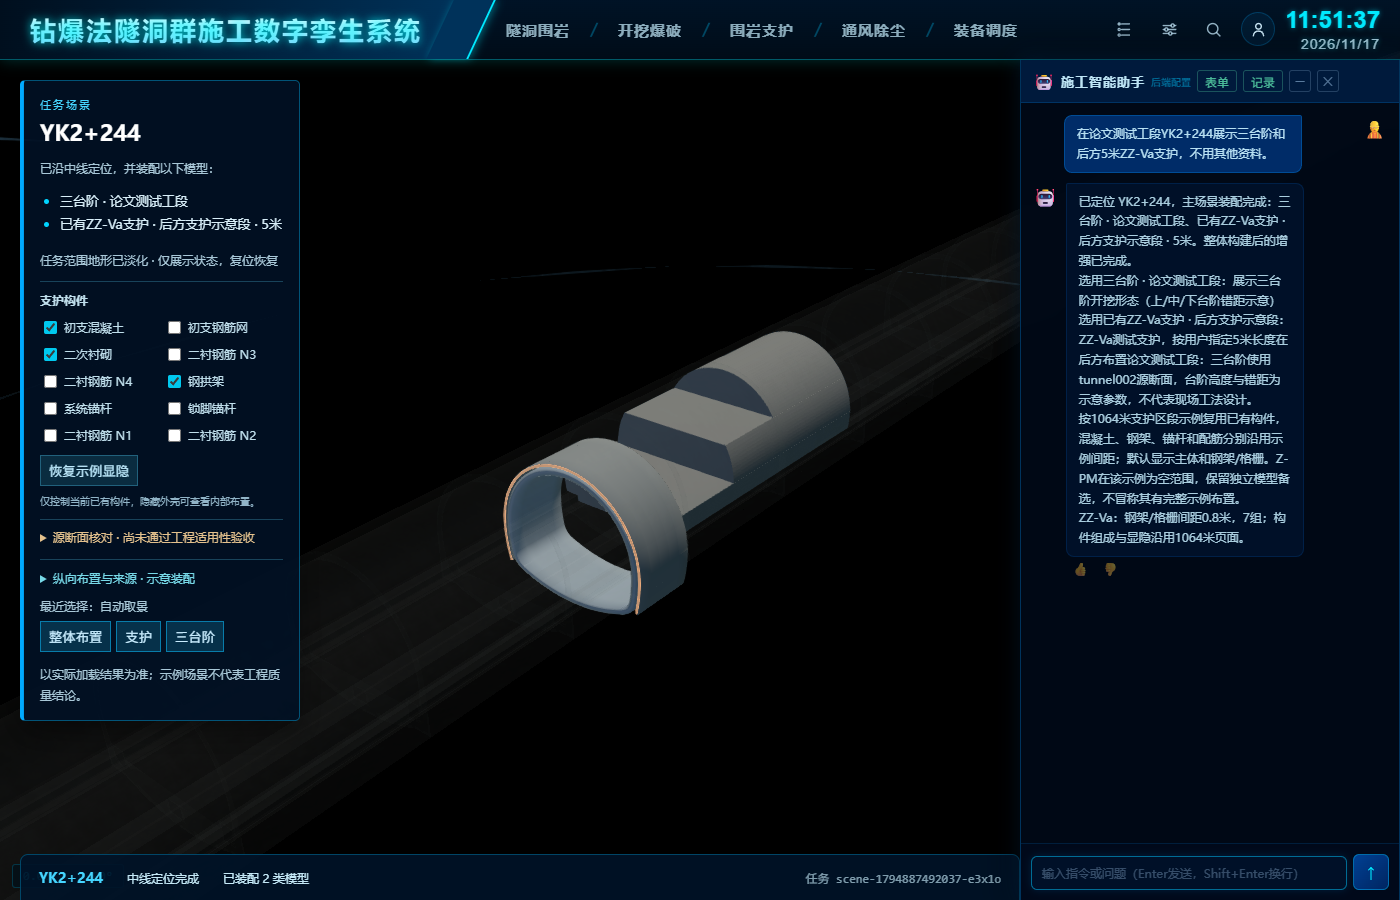 钻爆法隧洞群施工数字孪生系统
隧洞围岩 / 开挖爆破 / 围岩支护 / 通风除尘 / 装备调度
11:51:37
2026/11/17
任务场景
YK2+244
已沿中线定位，并装配以下模型：
三台阶 · 论文测试工段
已有ZZ-Va支护 · 后方支护示意段 · 5米
任务范围地形已淡化 · 仅展示状态，复位恢复
支护构件
初支混凝土 初支钢筋网
二次衬砌 二衬钢筋 N3
二衬钢筋 N4 钢拱架
系统锚杆 锁脚锚杆
二衬钢筋 N1 二衬钢筋 N2
恢复示例显隐
仅控制当前已有构件，隐藏外壳可查看内部布置。
源断面核对 · 尚未通过工程适用性验收
纵向布置与来源 · 示意装配
最近选择：自动取景
整体布置 支护 三台阶
以实际加载结果为准；示例场景不代表工程质
量结论。
YK2+244 中线定位完成 已装配 2 类模型
任务 scene-1794887492037-e3x1o
施工智能助手 后端配置 表单 记录
在论文测试工段YK2+244展示三台阶和
后方5米ZZ-Va支护，不用其他资料。
已定位 YK2+244，主场景装配完成：三
台阶 · 论文测试工段、已有ZZ-Va支护 ·
后方支护示意段 · 5米。整体构建后的增
强已完成。
选用三台阶 · 论文测试工段：展示三台
阶开挖形态（上/中/下台阶错距示意）
选用已有ZZ-Va支护 · 后方支护示意段：
ZZ-Va测试支护，按用户指定5米长度在
后方布置论文测试工段：三台阶使用
tunnel002源断面，台阶高度与错距为
示意参数，不代表现场工法设计。
按1064米支护区段示例复用已有构件，
混凝土、钢架、锚杆和配筋分别沿用示
例间距；默认显示主体和钢架/格栅。Z-
PM在该示例为空范围，保留独立模型备
选，不冒称其有完整示例布置。
ZZ-Va：钢架/格栅间距0.8米，7组；构
件组成与显隐沿用1064米页面。
输入指令或问题（Enter发送，Shift+Enter换行）